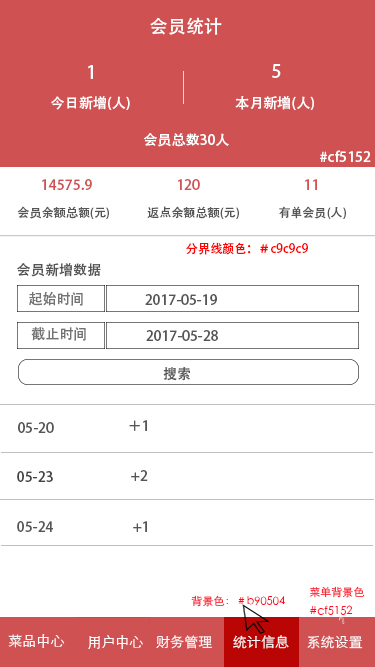 会员统计
1 5
今日新增(人) 本月新增(人)
会员总数30人
#cf5152
14575.9 120 11
会员余额总额(元) 返点余额总额(元) 有单会员(人)
分界线颜色：＃c9c9c9
会员新增数据
起始时间 2017-05-19
截止时间 2017-05-28
搜索
05-20 +1
05-23 +2
05-24 +1
背景色： #b90504
菜单背景色
#cf5152
菜品中心 用户中心 财务管理 统计信息 系统设置